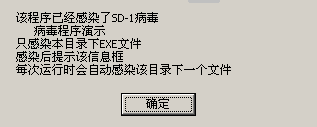 该程序已经感染了SD-1病毒
病毒程序演示
只感染本目录下EXE文件
感染后提示该信息框
每次运行时会自动感染该目录下一个文件
确定